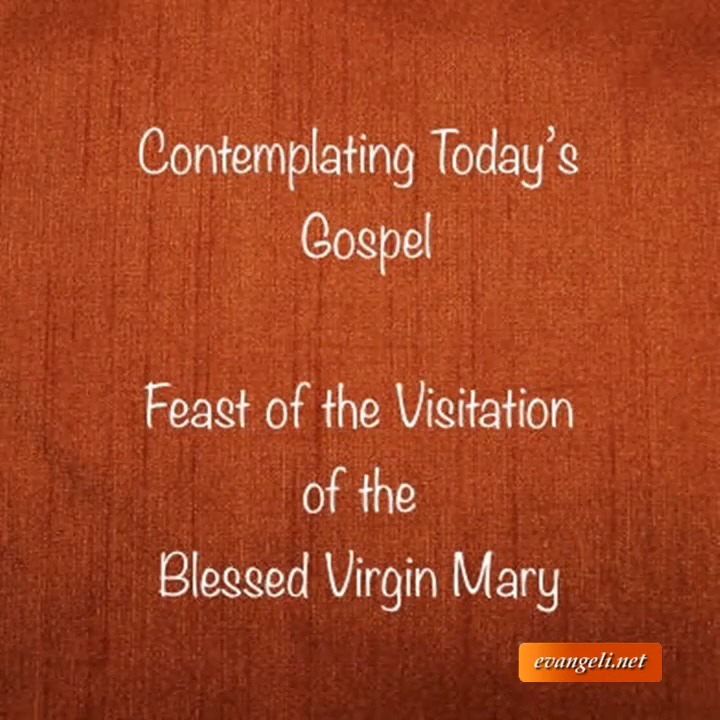 Contemplating Today’s
Gospel
Feast of the Visitation
of the
Blessed Virgin Mary
evangeli.net